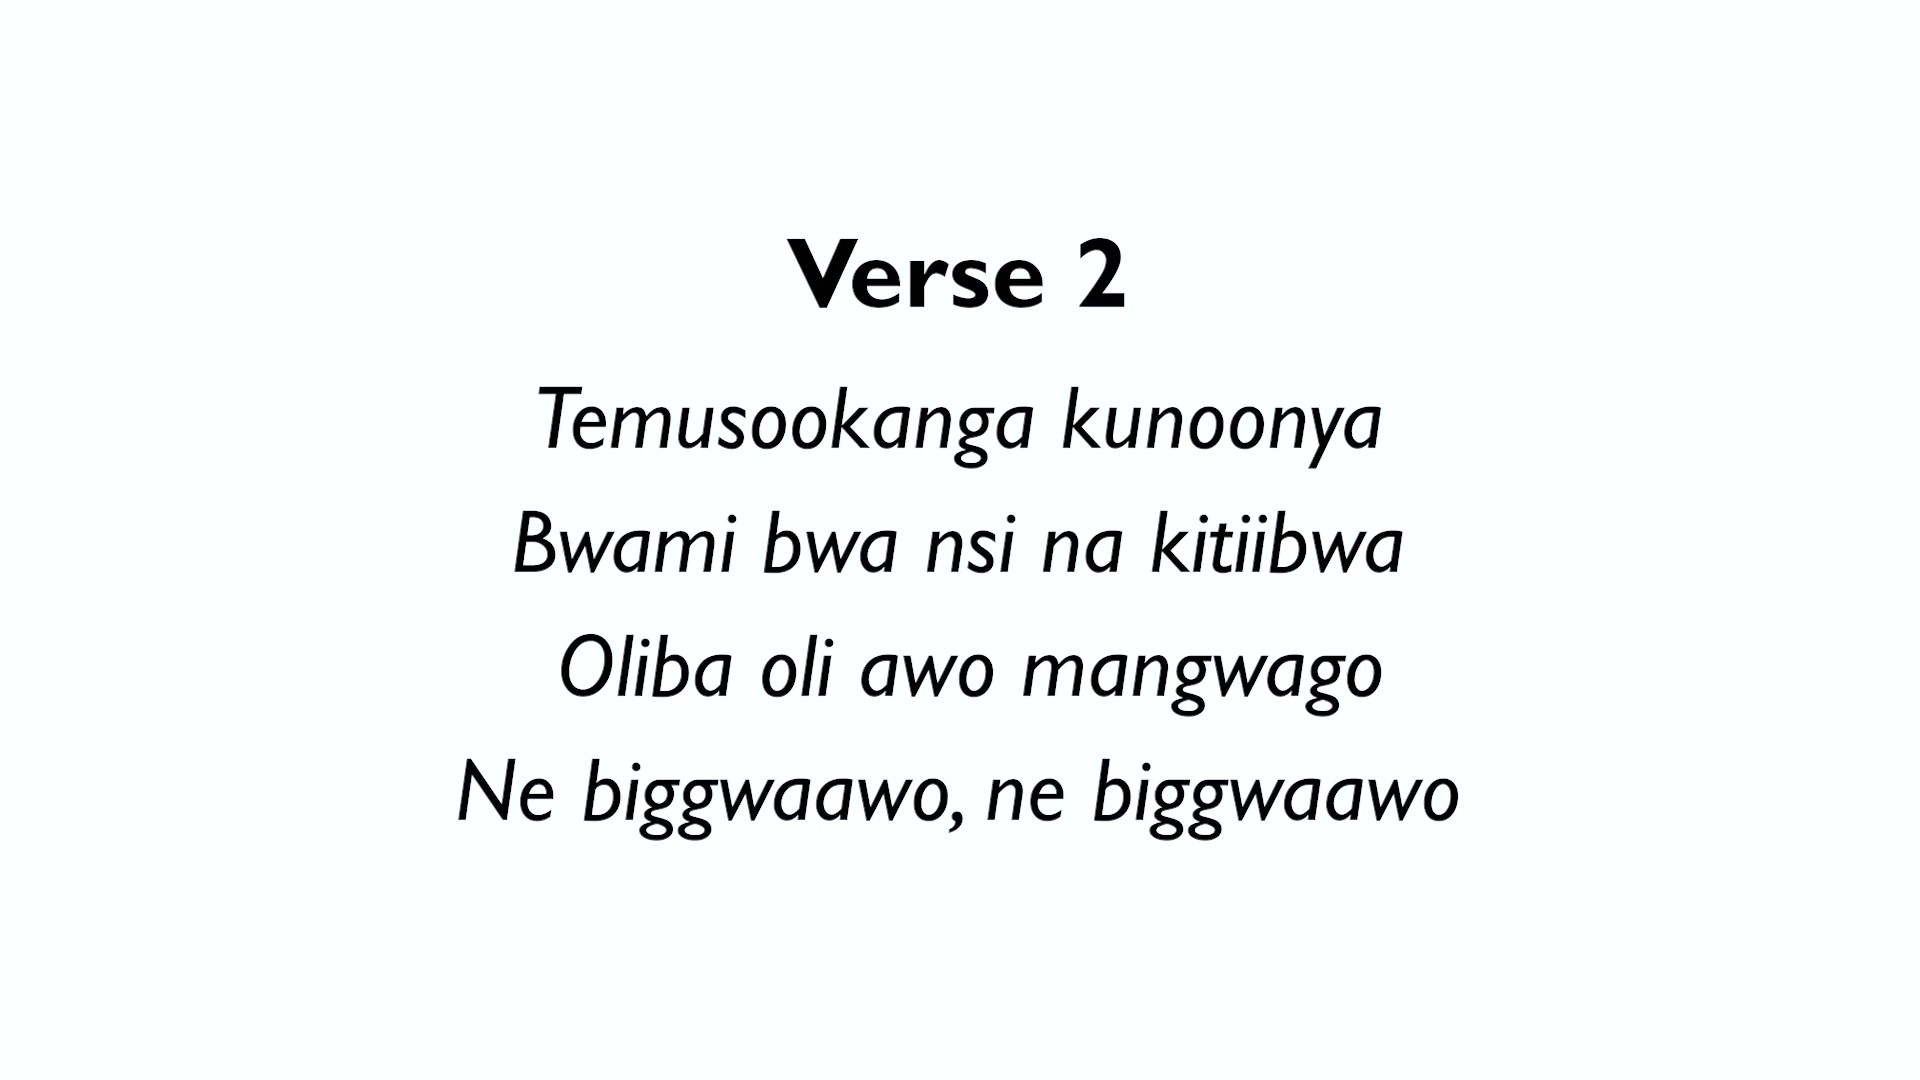 Verse 2
Temusookanga kunoonya
Bwami bwa nsi na kitiibwa
Oliba oli awo mangwago
Ne biggwaawo, ne biggwaawo